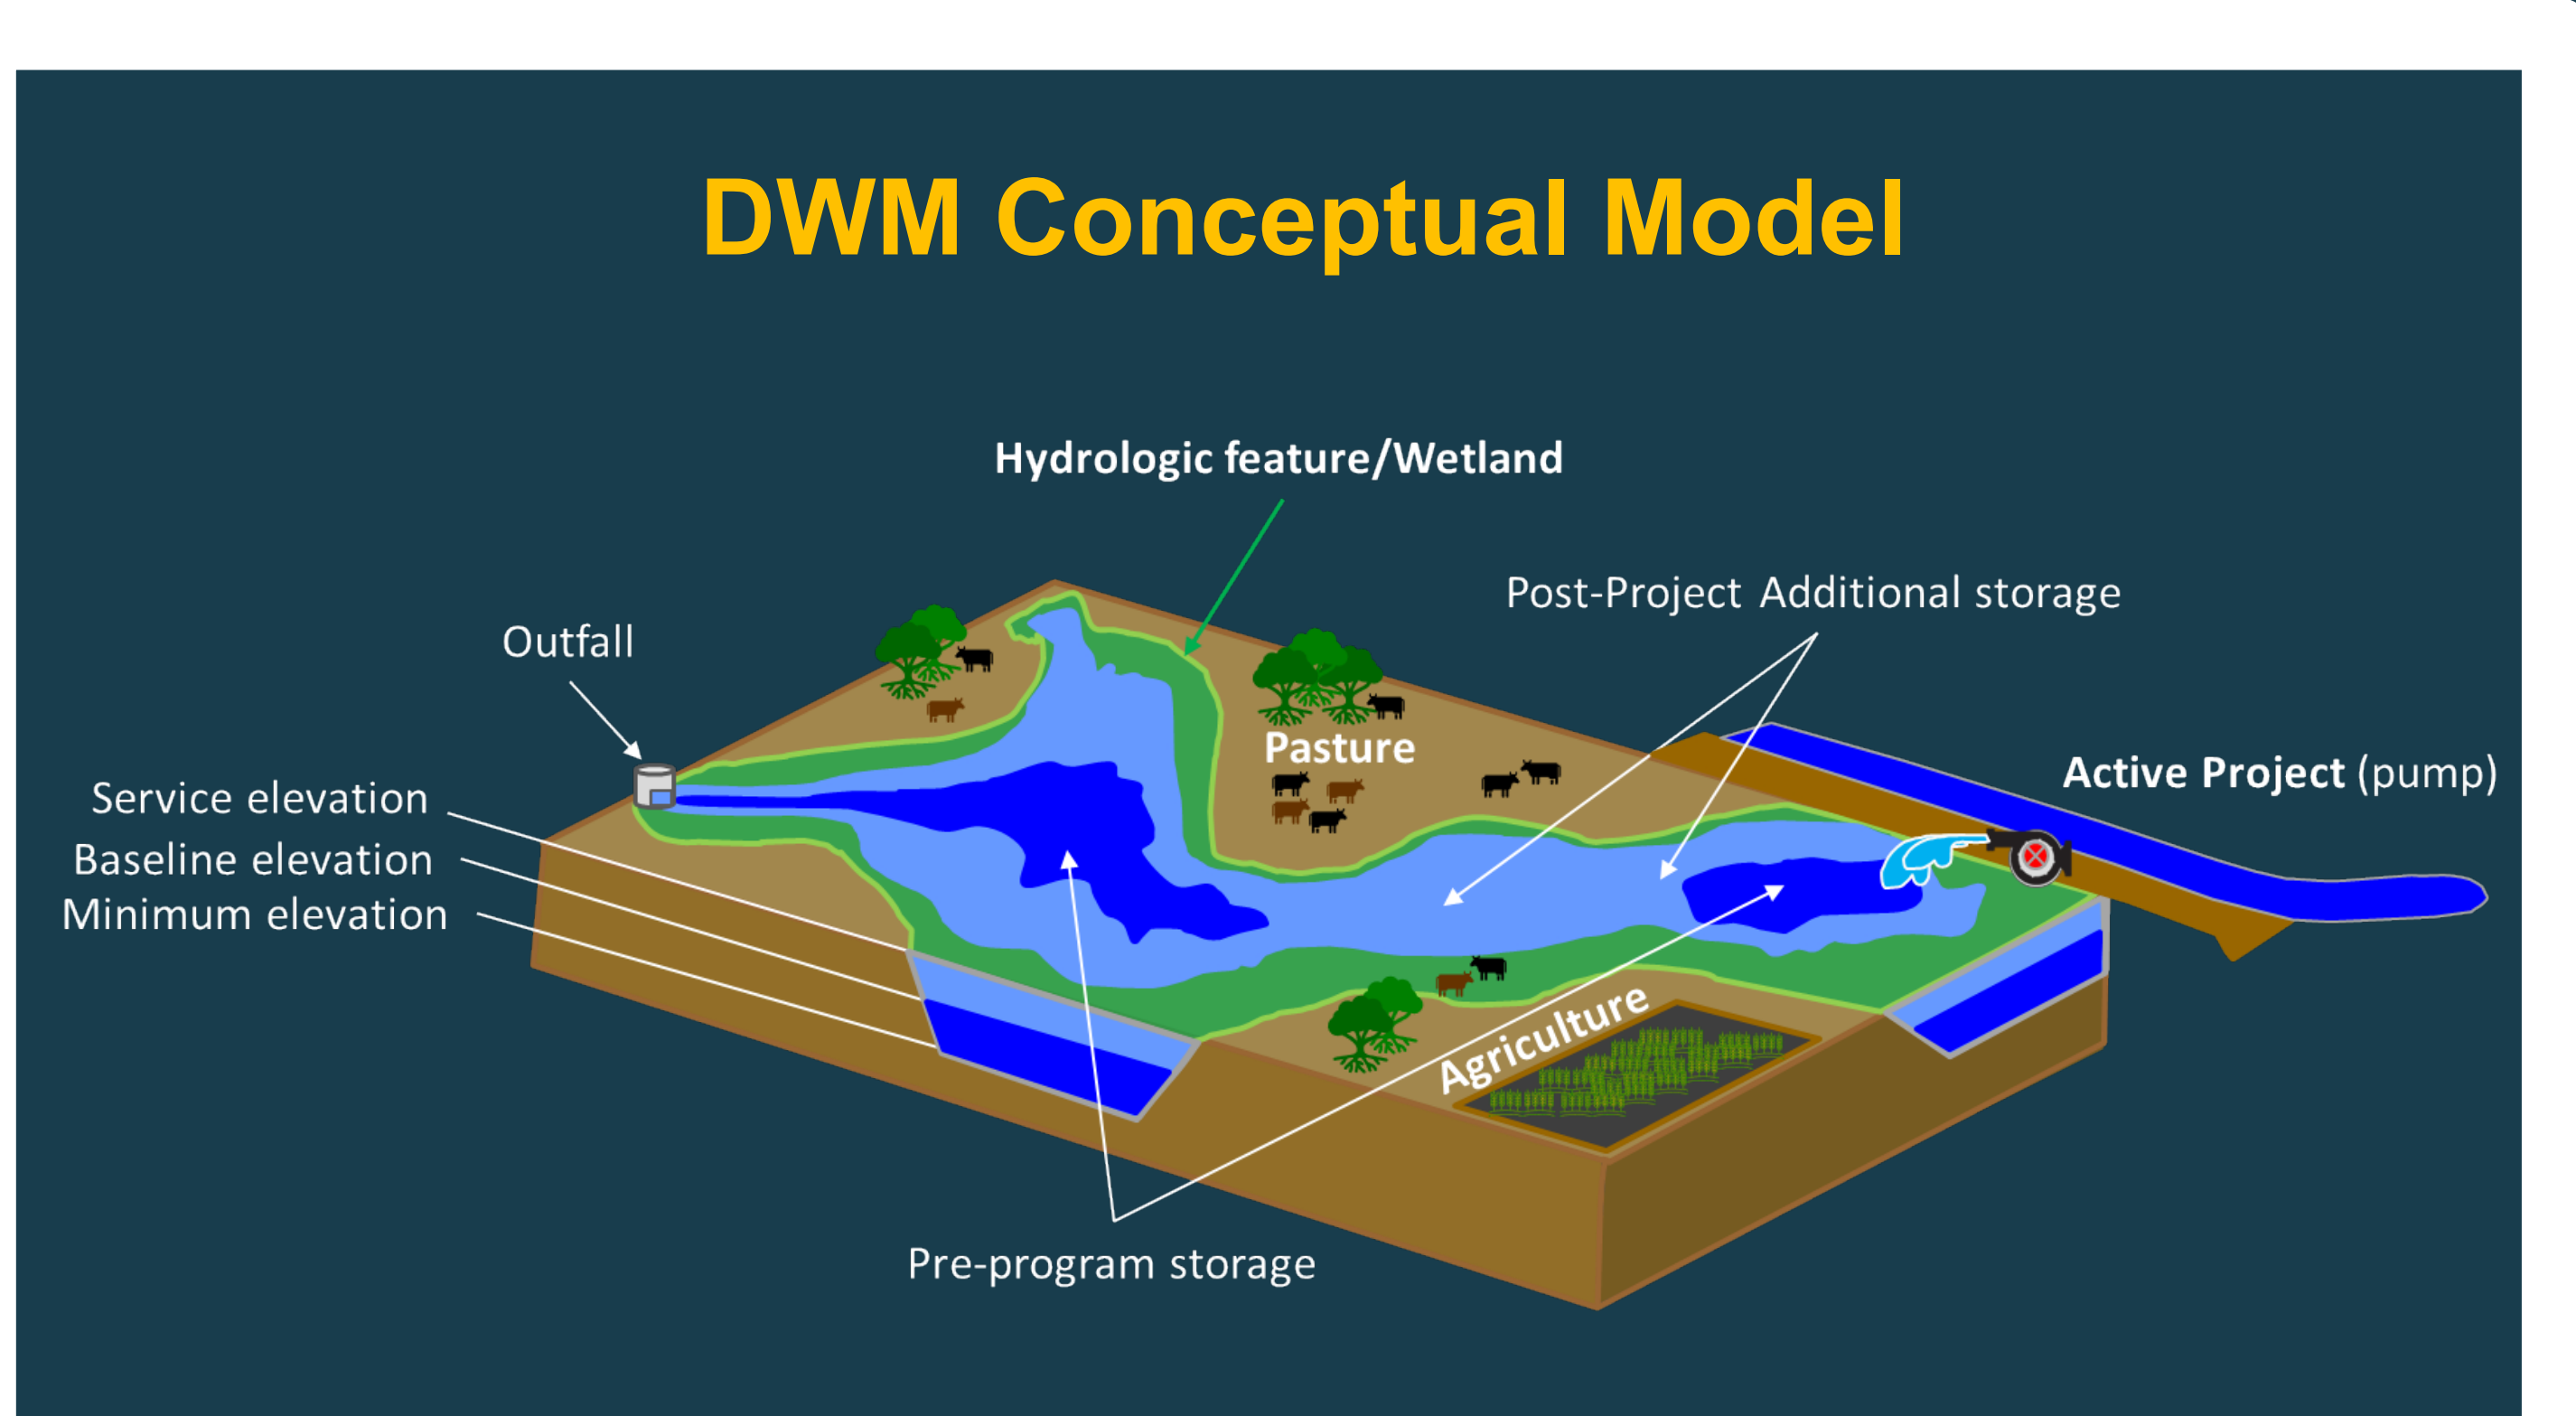 DWM Conceptual Model
Hydrologic feature/Wetland
Post-Project Additional storage
Outfall
Active Project (pump)
Pasture
Service elevation
Baseline elevation
Minimum elevation
Agriculture
Pre-program storage